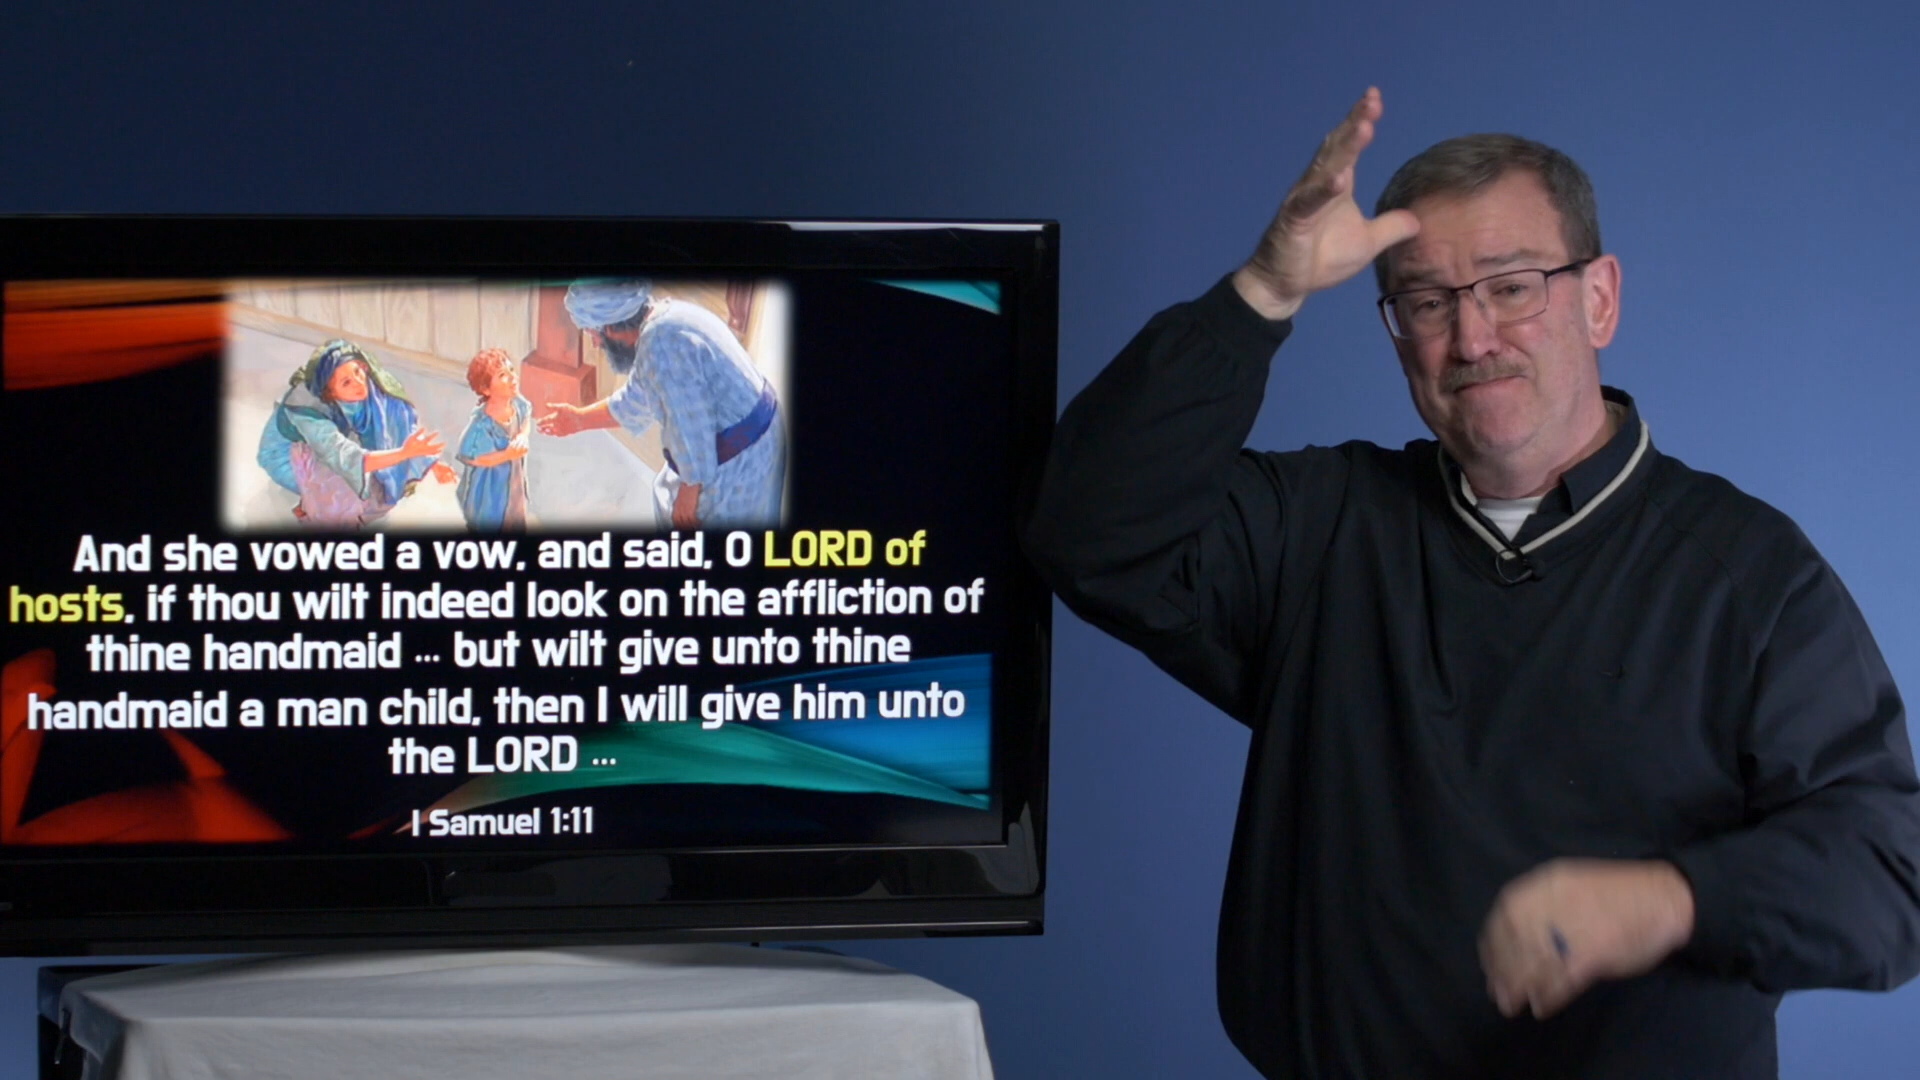 And she vowed a vow, and said, O LORD of
hosts, if thou wilt indeed look on the affliction of
thine handmaid ... but wilt give unto thine
handmaid a man child, then I will give him unto
the LORD ...
I Samuel 1:11